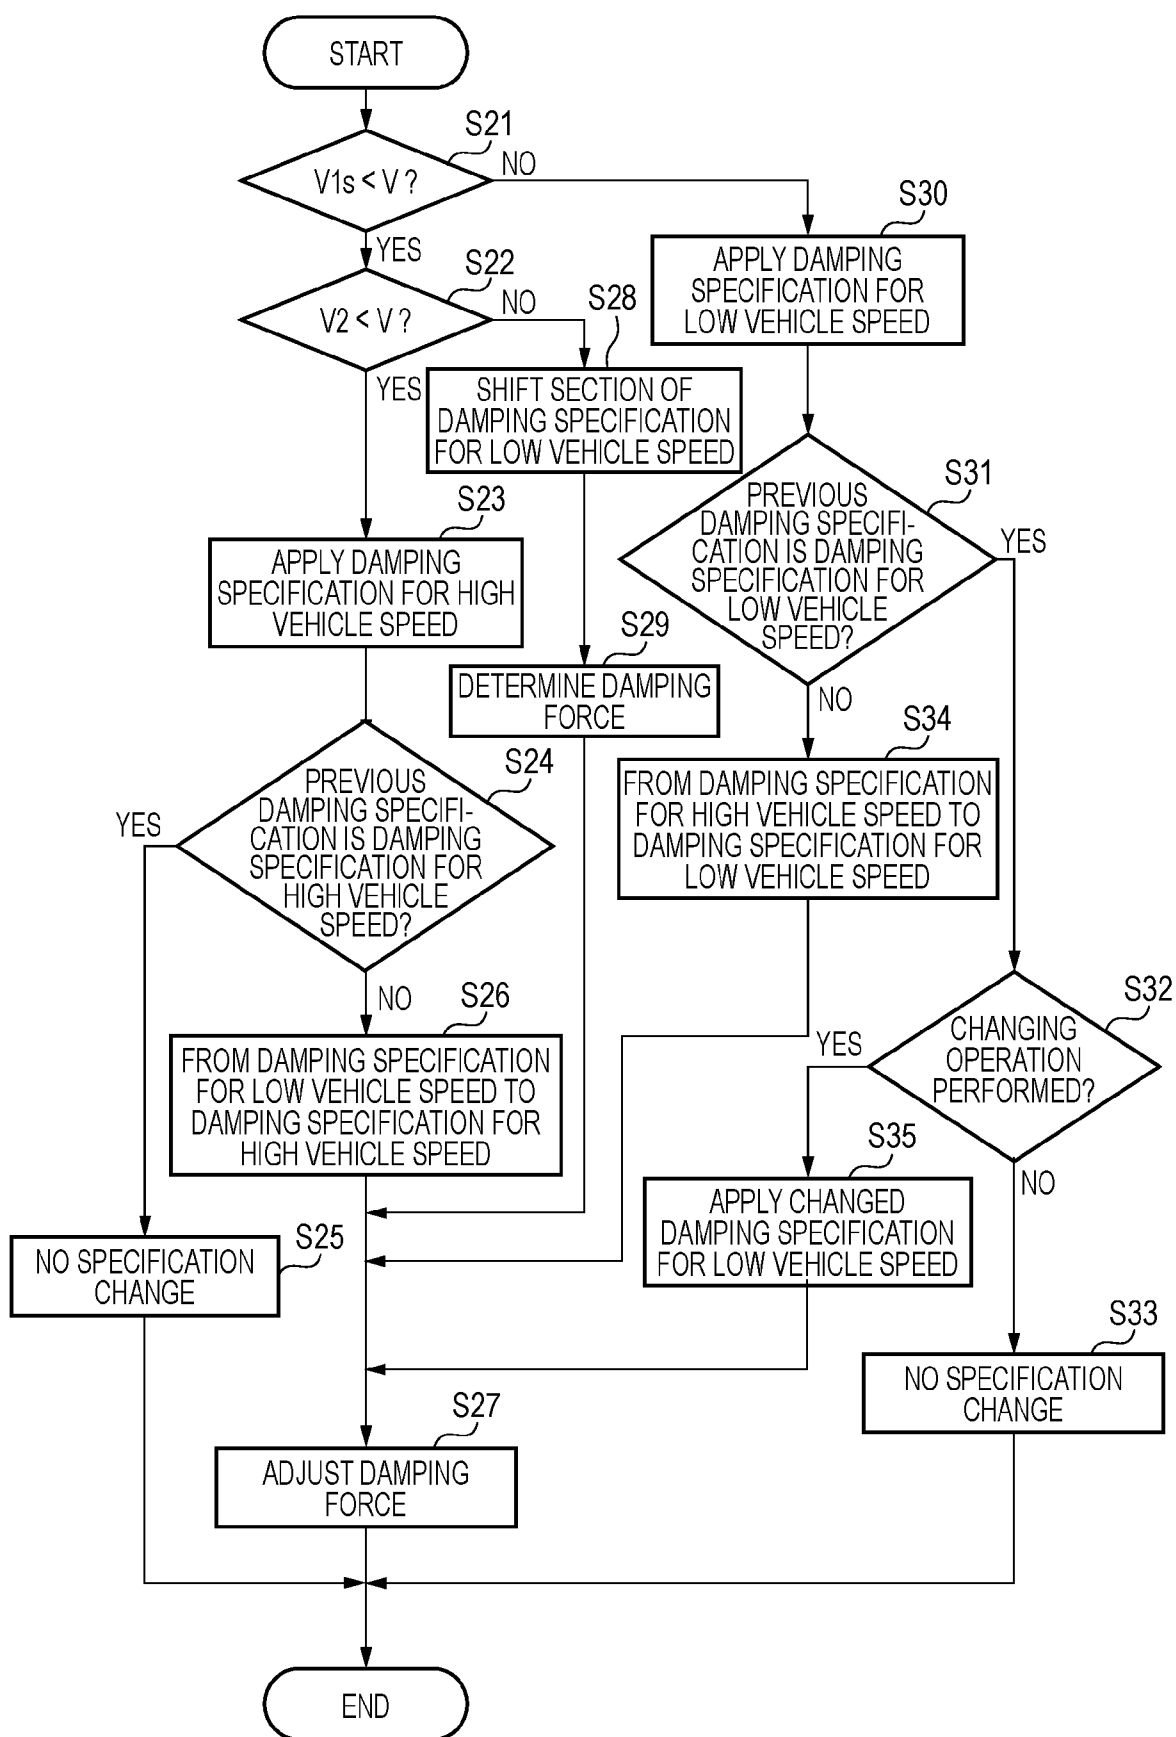 START
S21
V1s < V ?
NO
YES
S30
APPLY DAMPING
SPECIFICATION FOR
LOW VEHICLE SPEED
S22
V2 < V ?
NO
YES
S28
SHIFT SECTION OF
DAMPING SPECIFICATION
FOR LOW VEHICLE SPEED
S31
PREVIOUS
DAMPING SPECIFI-
CATION IS DAMPING
SPECIFICATION FOR
LOW VEHICLE
SPEED?
YES
NO
S23
APPLY DAMPING
SPECIFICATION FOR HIGH
VEHICLE SPEED
S29
DETERMINE DAMPING
FORCE
S24
PREVIOUS
DAMPING SPECIFI-
CATION IS DAMPING
SPECIFICATION FOR
HIGH VEHICLE
SPEED?
YES
NO
S34
FROM DAMPING SPECIFICATION
FOR HIGH VEHICLE SPEED TO
DAMPING SPECIFICATION FOR
LOW VEHICLE SPEED
S26
FROM DAMPING SPECIFICATION
FOR LOW VEHICLE SPEED TO
DAMPING SPECIFICATION FOR
HIGH VEHICLE SPEED
S32
CHANGING
OPERATION
PERFORMED?
YES
NO
S35
APPLY CHANGED
DAMPING SPECIFICATION
FOR LOW VEHICLE SPEED
S25
NO SPECIFICATION
CHANGE
S33
NO SPECIFICATION
CHANGE
S27
ADJUST DAMPING
FORCE
END